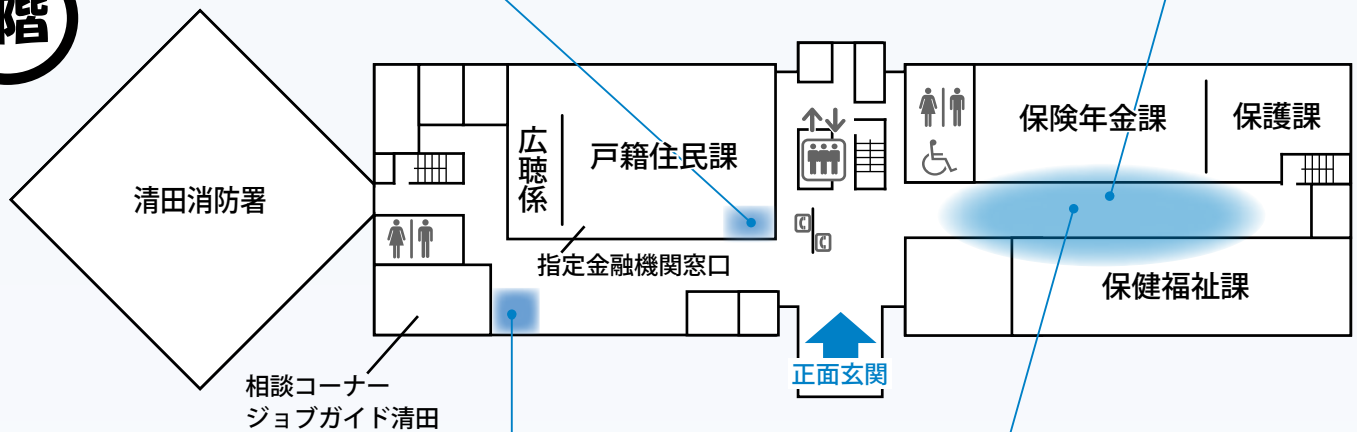 階
清田消防署
広聴係
戸籍住民課
指定金融機関窓口
相談コーナー
ジョブガイド清田
正面玄関
保険年金課
保護課
保健福祉課